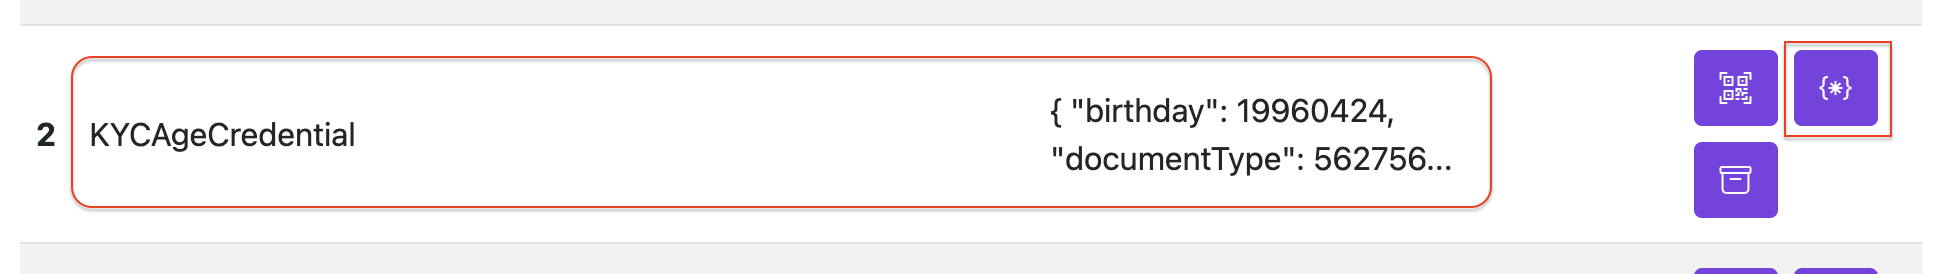 2 KYCAgeCredential { "birthday": 19960424,
"documentType": 562756...
{*}